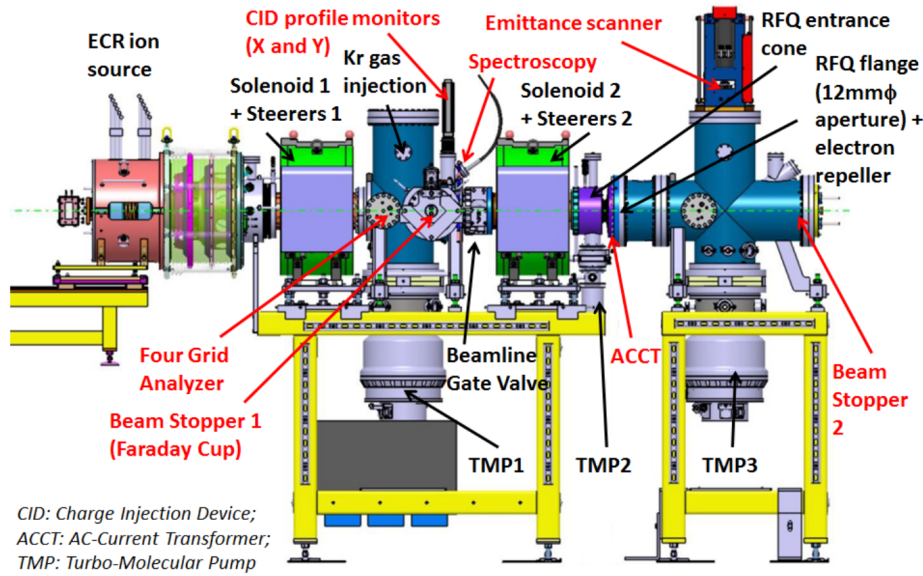 ECR ion
source
CID profile monitors
(X and Y)
Kr gas
injection
Solenoid 1
+ Steerers 1
Spectroscopy
Solenoid 2
+ Steerers 2
Emittance scanner
RFQ entrance
cone
RFQ flange
(12mmϕ
aperture) +
electron
repeller
Four Grid
Analyzer
Beam Stopper 1
(Faraday Cup)
Beamline
Gate Valve
ACCT
Beam
Stopper
2
TMP1
TMP2
TMP3
CID: Charge Injection Device;
ACCT: AC-Current Transformer;
TMP: Turbo-Molecular Pump